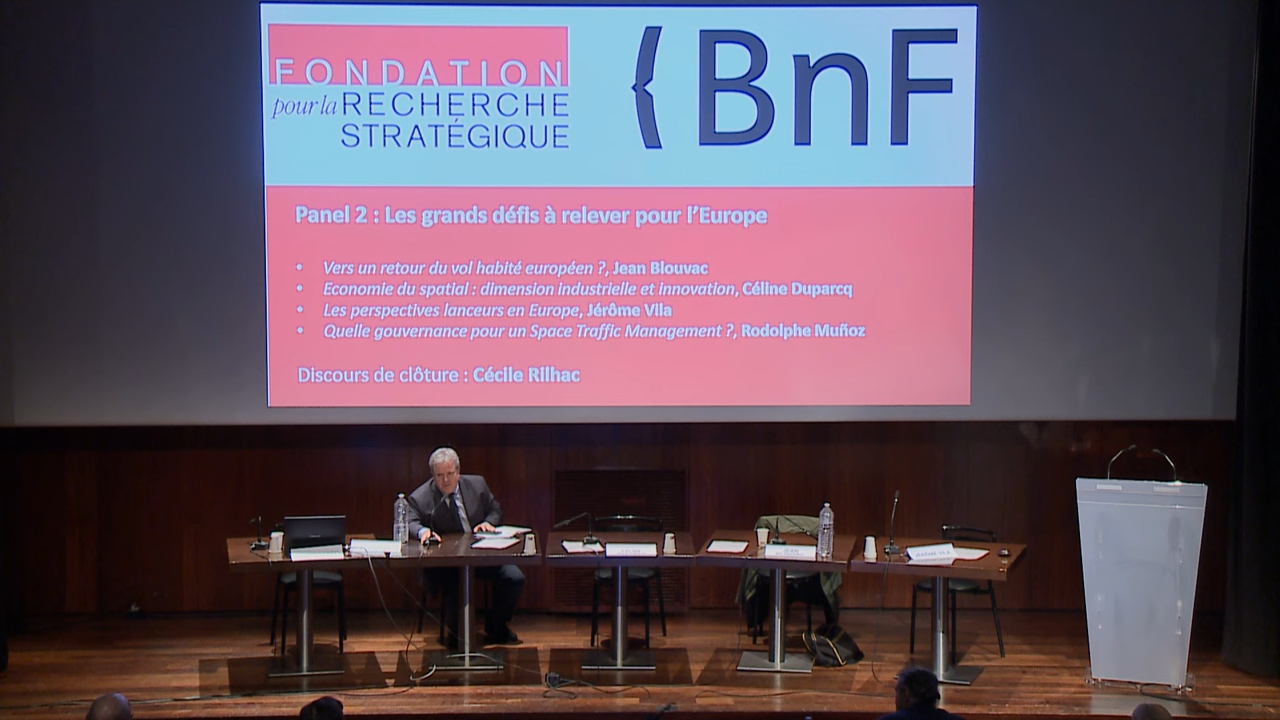 FONDATION
pour la RECHERCHE
STRATÉGIQUE
BnF
Panel 2 : Les grands défis à relever pour l'Europe
• Vers un retour du vol habité européen ?, Jean Blouvac
• Economie du spatial : dimension industrielle et innovation, Céline Duparcq
• Les perspectives lanceurs en Europe, Jérôme Vila
• Quelle gouvernance pour un Space Traffic Management ?, Rodolphe Muñoz
Discours de clôture : Cécile Rilhac